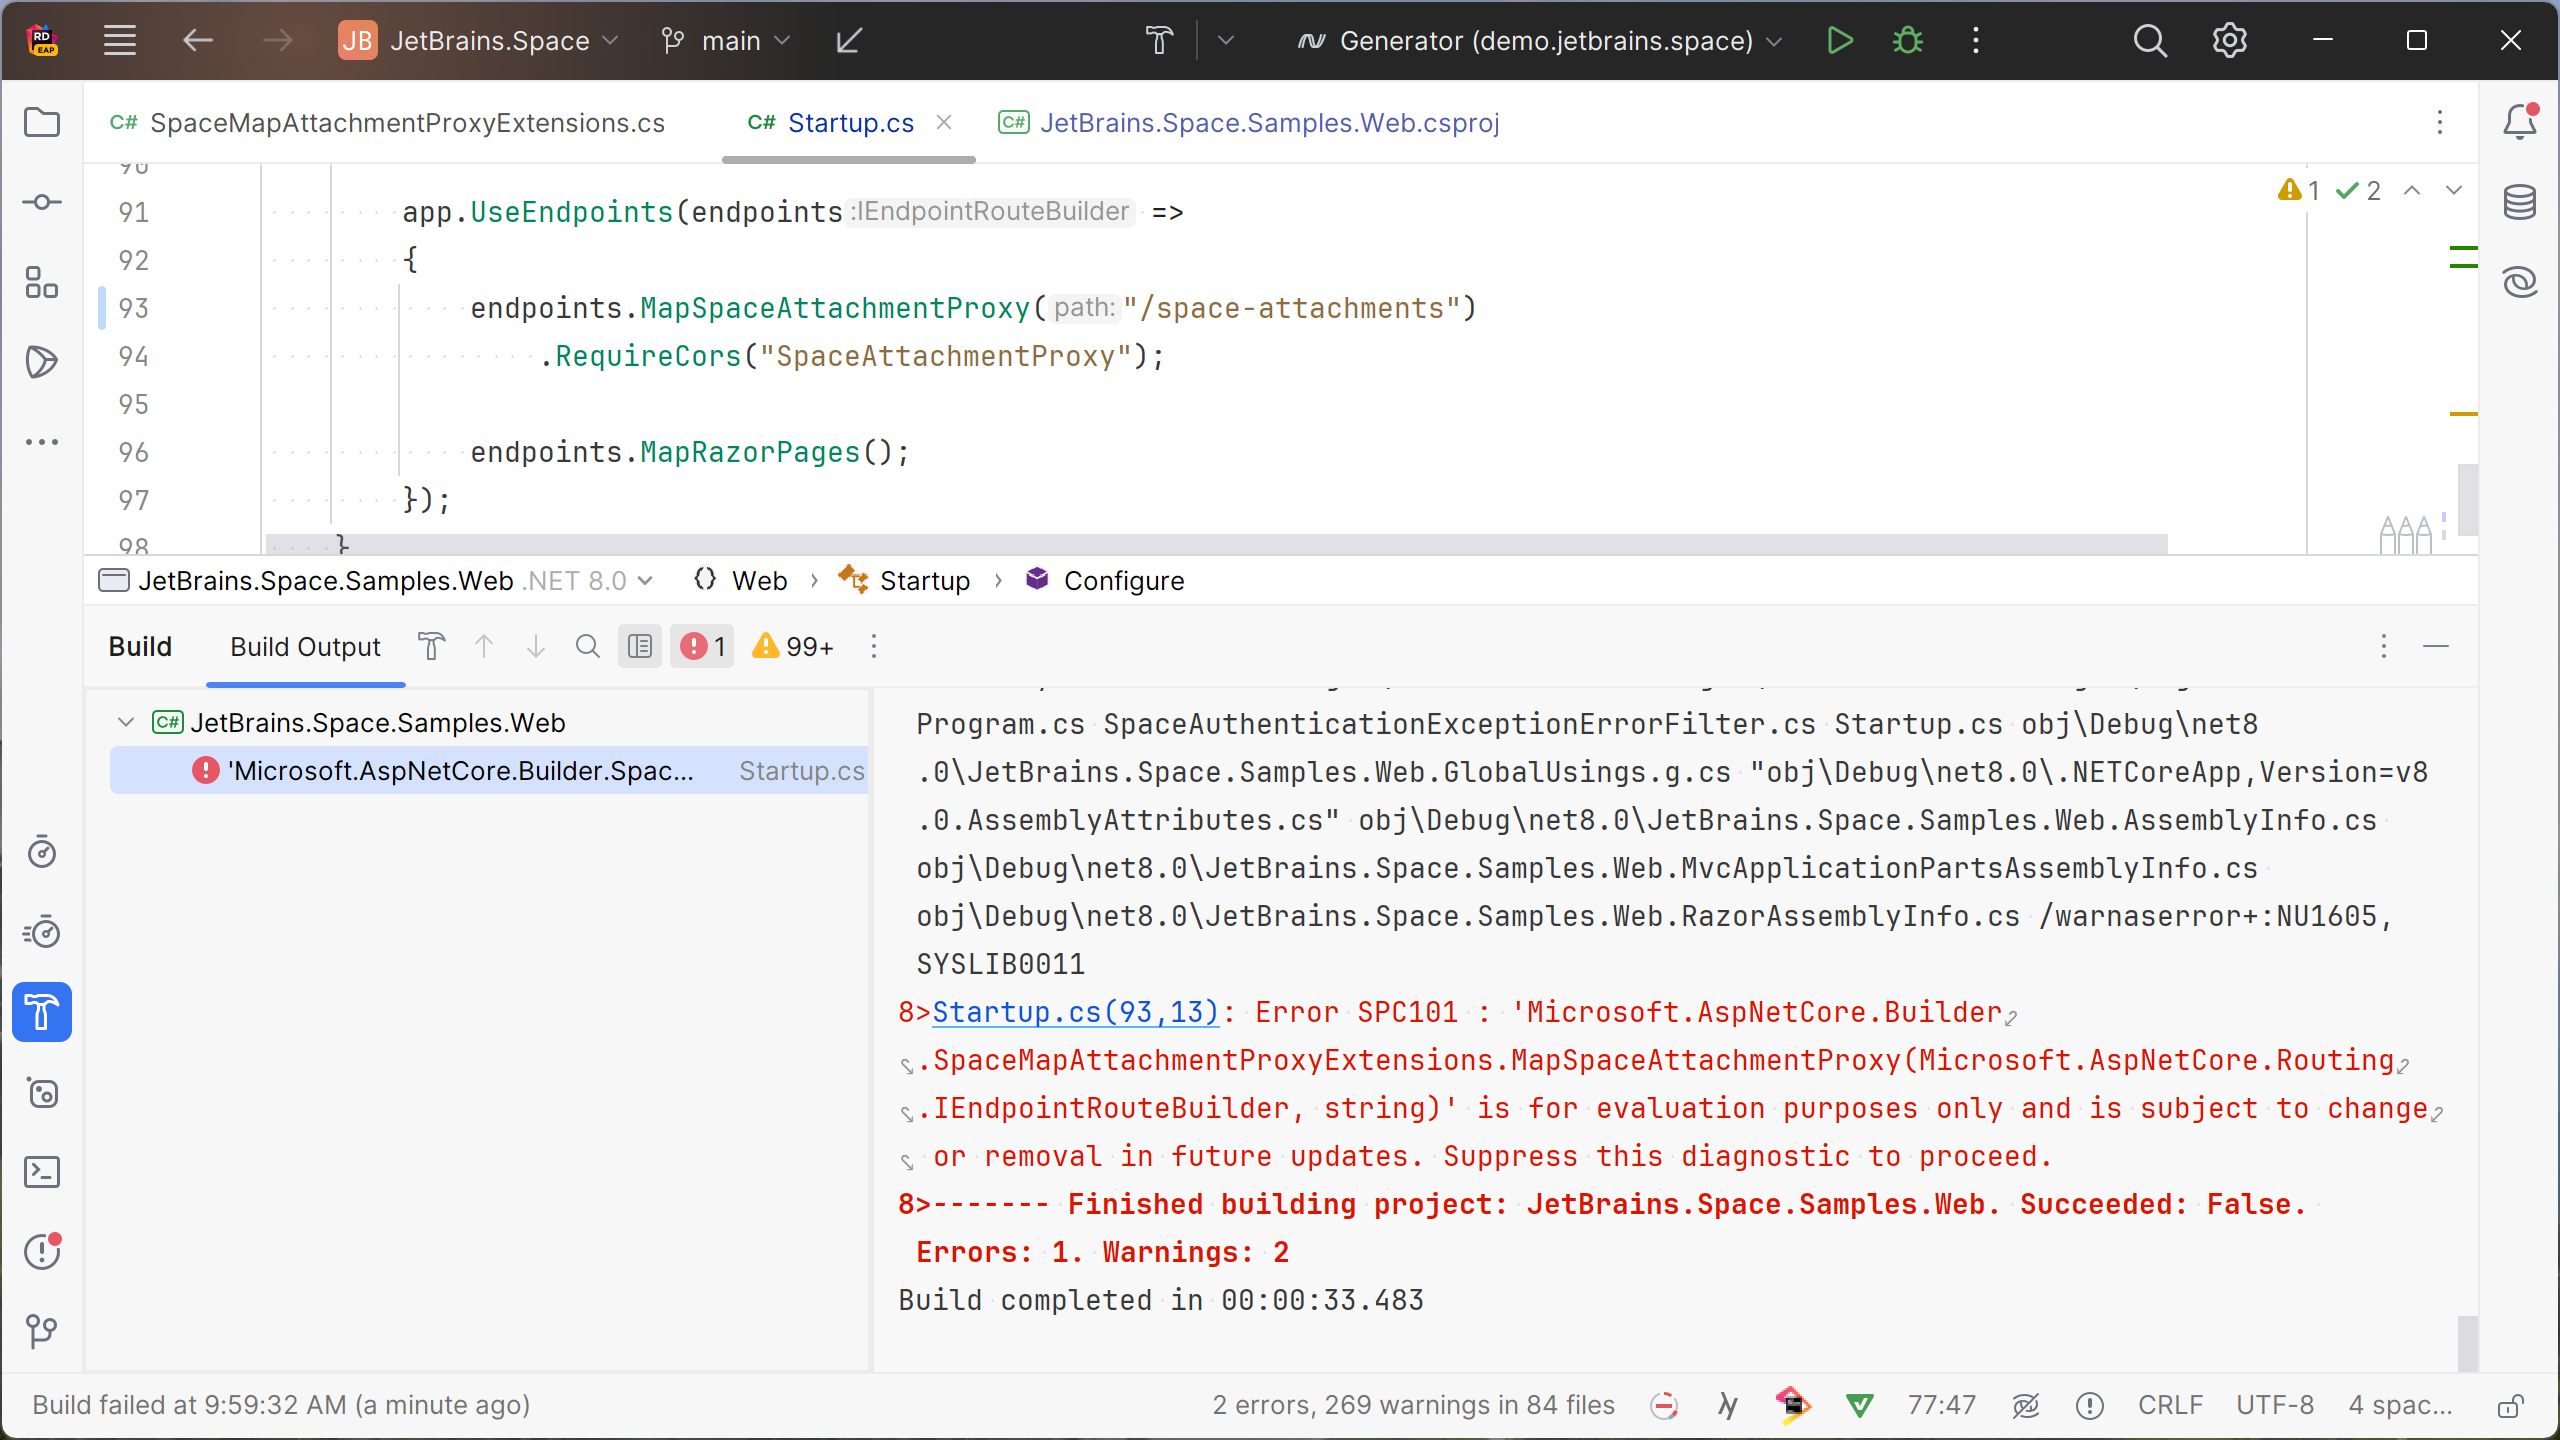 RD
EAP
JB JetBrains.Space
main
Generator (demo.jetbrains.space)
C# SpaceMapAttachmentProxyExtensions.cs
C# Startup.cs
C# JetBrains.Space.Samples.Web.csproj
90
91 app.UseEndpoints(endpoints :IEndpointRouteBuilder =>
1 2
92 {
93 endpoints.MapSpaceAttachmentProxy( path: "/space-attachments")
94 .RequireCors("SpaceAttachmentProxy");
95
96 endpoints.MapRazorPages();
97 });
98 }
JetBrains.Space.Samples.Web .NET 8.0
Web › Startup › Configure
Build
Build Output
1 99+
C# JetBrains.Space.Samples.Web
'Microsoft.AspNetCore.Builder.Spac... Startup.cs
Program.cs SpaceAuthenticationExceptionErrorFilter.cs Startup.cs obj\Debug\net8
.0\JetBrains.Space.Samples.Web.GlobalUsings.g.cs "obj\Debug\net8.0\.NETCoreApp,Version=v8
.0.AssemblyAttributes.cs" obj\Debug\net8.0\JetBrains.Space.Samples.Web.AssemblyInfo.cs
obj\Debug\net8.0\JetBrains.Space.Samples.Web.MvcApplicationPartsAssemblyInfo.cs
obj\Debug\net8.0\JetBrains.Space.Samples.Web.RazorAssemblyInfo.cs /warnaserror+:NU1605,
SYSLIB0011
8>Startup.cs(93,13): Error SPC101 : 'Microsoft.AspNetCore.Builder
.SpaceMapAttachmentProxyExtensions.MapSpaceAttachmentProxy(Microsoft.AspNetCore.Routing
.IEndpointRouteBuilder, string)' is for evaluation purposes only and is subject to change
or removal in future updates. Suppress this diagnostic to proceed.
8>------- Finished building project: JetBrains.Space.Samples.Web. Succeeded: False.
Errors: 1. Warnings: 2
Build completed in 00:00:33.483
Build failed at 9:59:32 AM (a minute ago)
2 errors, 269 warnings in 84 files
77:47
CRLF
UTF-8
4 spac...